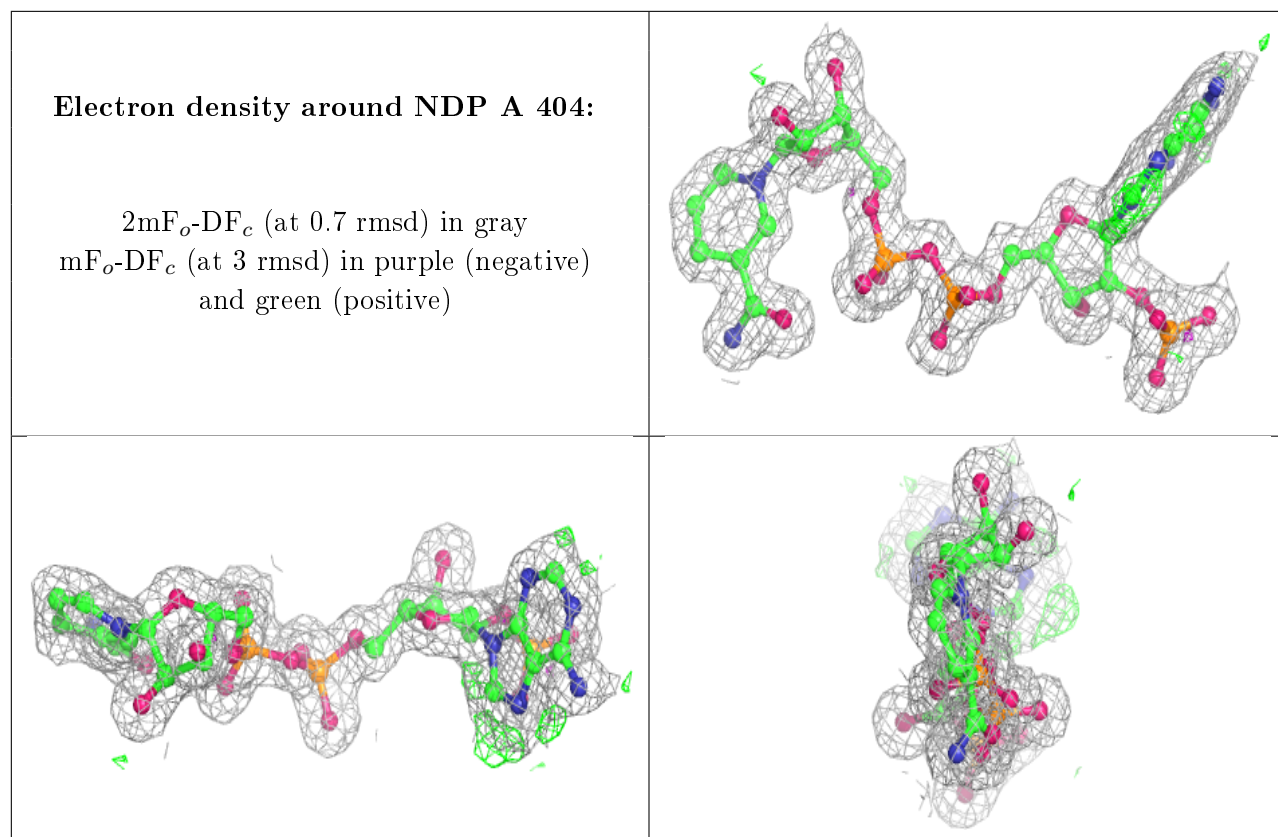 Electron density around NDP A 404:
2mFₒ-DF𝑐 (at 0.7 rmsd) in gray
mFₒ-DF𝑐 (at 3 rmsd) in purple (negative)
and green (positive)